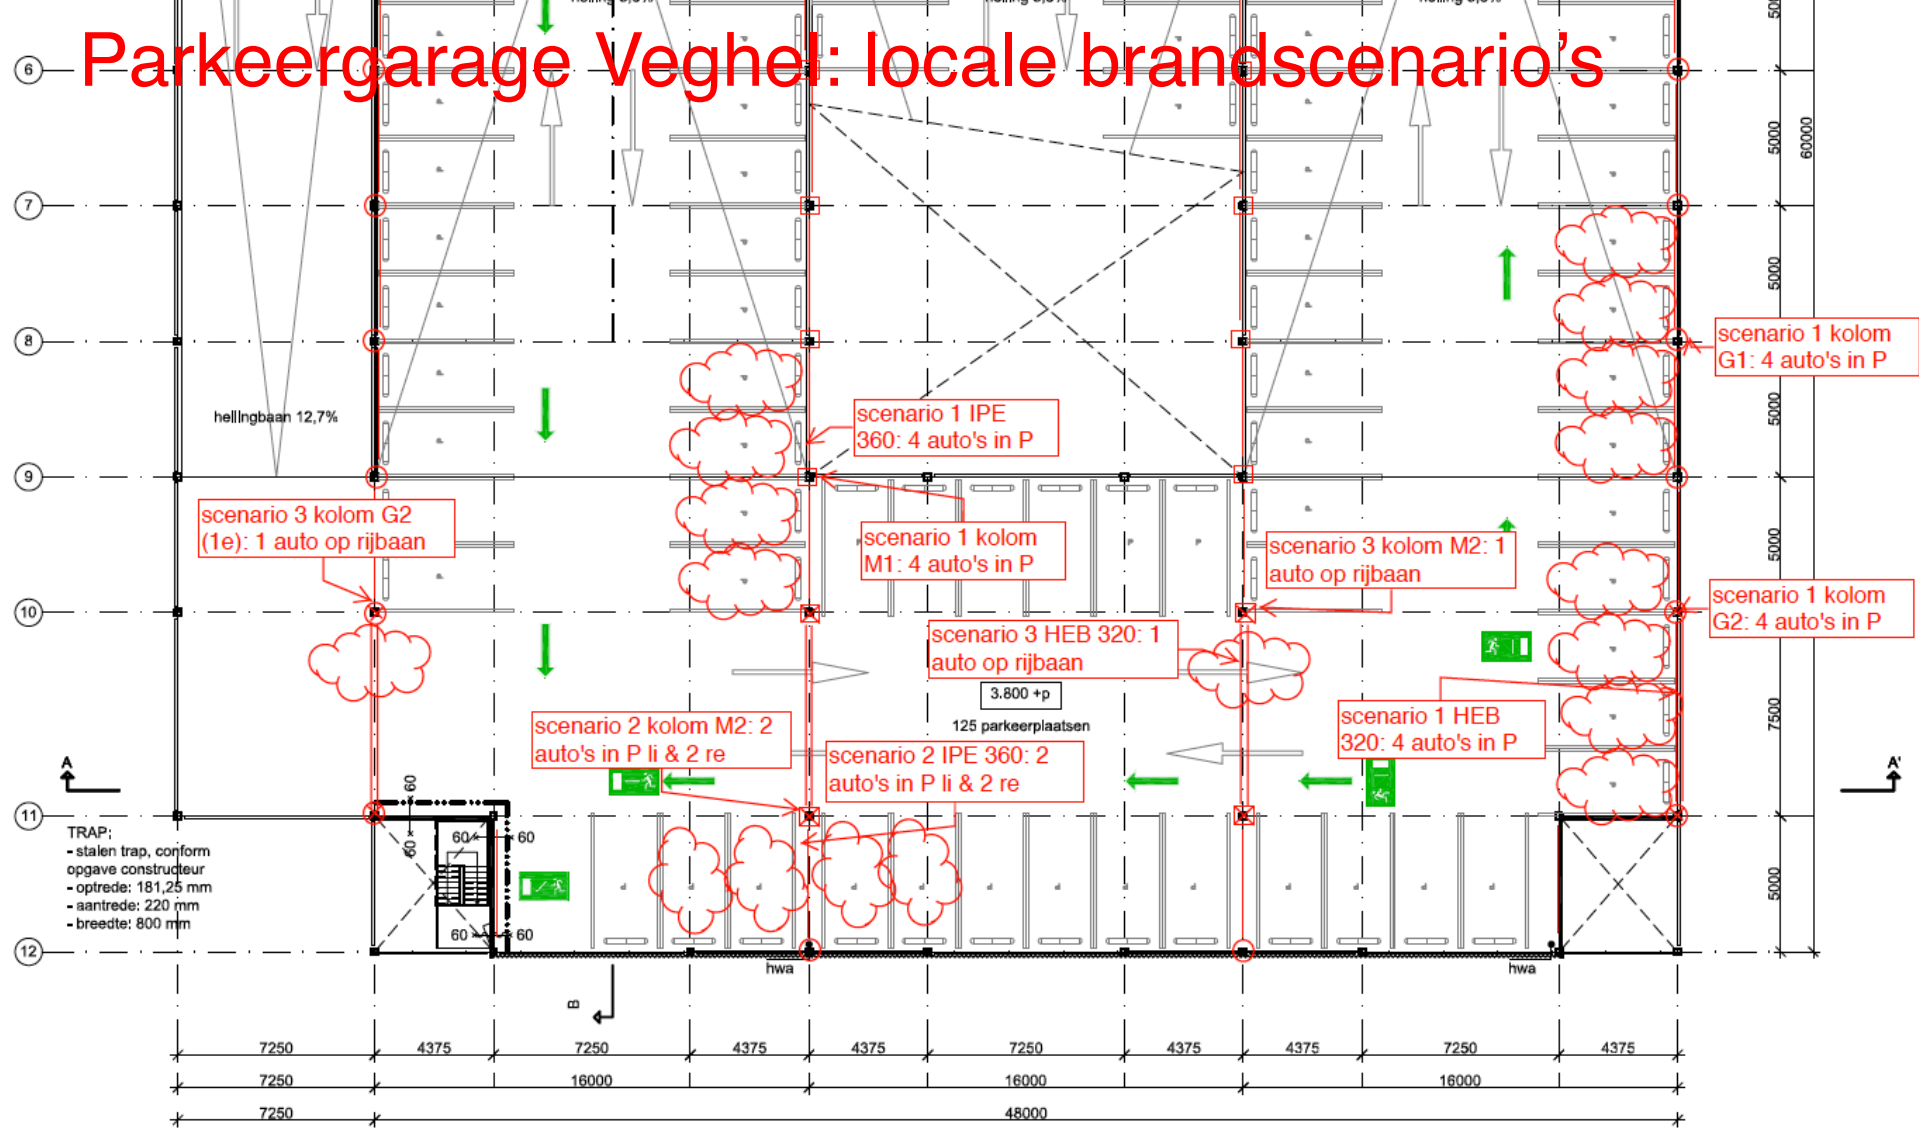 Parkeergarage Veghel: locale brandscenario's
6
7
8
9
10
11
12
5000
60000
5000
5000
5000
7500
5000
hellingbaan 12,7%
scenario 1 kolom
G1: 4 auto's in P
scenario 1 IPE
360: 4 auto's in P
scenario 3 kolom G2
(1e): 1 auto op rijbaan
scenario 1 kolom
M1: 4 auto's in P
scenario 3 kolom M2: 1
auto op rijbaan
scenario 1 kolom
G2: 4 auto's in P
scenario 3 HEB 320: 1
auto op rijbaan
3.800 +p
125 parkeerplaatsen
scenario 1 HEB
320: 4 auto's in P
scenario 2 kolom M2: 2
auto's in P li & 2 re
scenario 2 IPE 360: 2
auto's in P li & 2 re
A
A'
TRAP:
- stalen trap, conform
opgave constructeur
- optrede: 181,25 mm
- aantrede: 220 mm
- breedte: 800 mm
60
60
60
60
60
60
hwa
hwa
B
7250 4375 7250 4375 4375 7250 4375 4375 7250 4375
7250 16000 16000 16000
7250 48000